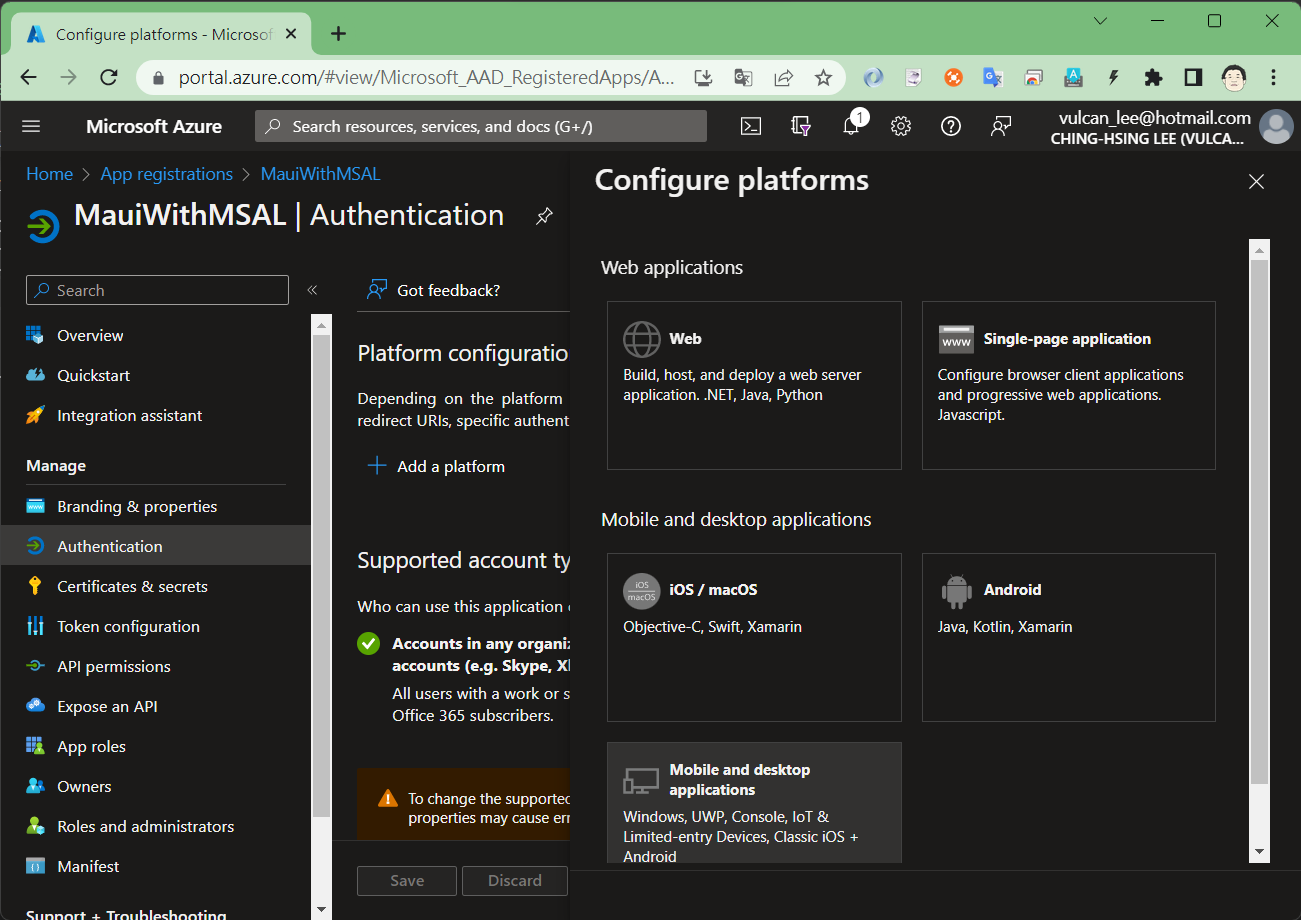 Configure platforms - Microsof
portal.azure.com/#view/Microsoft_AAD_RegisteredApps/A...
Microsoft Azure
Search resources, services, and docs (G+/)
1
vulcan_lee@hotmail.com
CHING-HSING LEE (VULCA...
Home > App registrations > MauiWithMSAL
MauiWithMSAL | Authentication
Search
«
Overview
Quickstart
Integration assistant
Manage
Branding & properties
Authentication
Certificates & secrets
Token configuration
API permissions
Expose an API
App roles
Owners
Roles and administrators
Manifest
Support + Troubleshooting
Got feedback?
Platform configuratio
Depending on the platform
redirect URIs, specific authent
Add a platform
Supported account ty
Who can use this application
Accounts in any organiz
accounts (e.g. Skype, X
All users with a work or s
Office 365 subscribers.
To change the supported
properties may cause err
Save
Discard
Configure platforms
Web applications
Web
Build, host, and deploy a web server
application. .NET, Java, Python
www
Single-page application
Configure browser client applications
and progressive web applications.
Javascript.
Mobile and desktop applications
iOS
macOS
iOS / macOS
Objective-C, Swift, Xamarin
Android
Java, Kotlin, Xamarin
Mobile and desktop
applications
Windows, UWP, Console, IoT &
Limited-entry Devices, Classic iOS +
Android